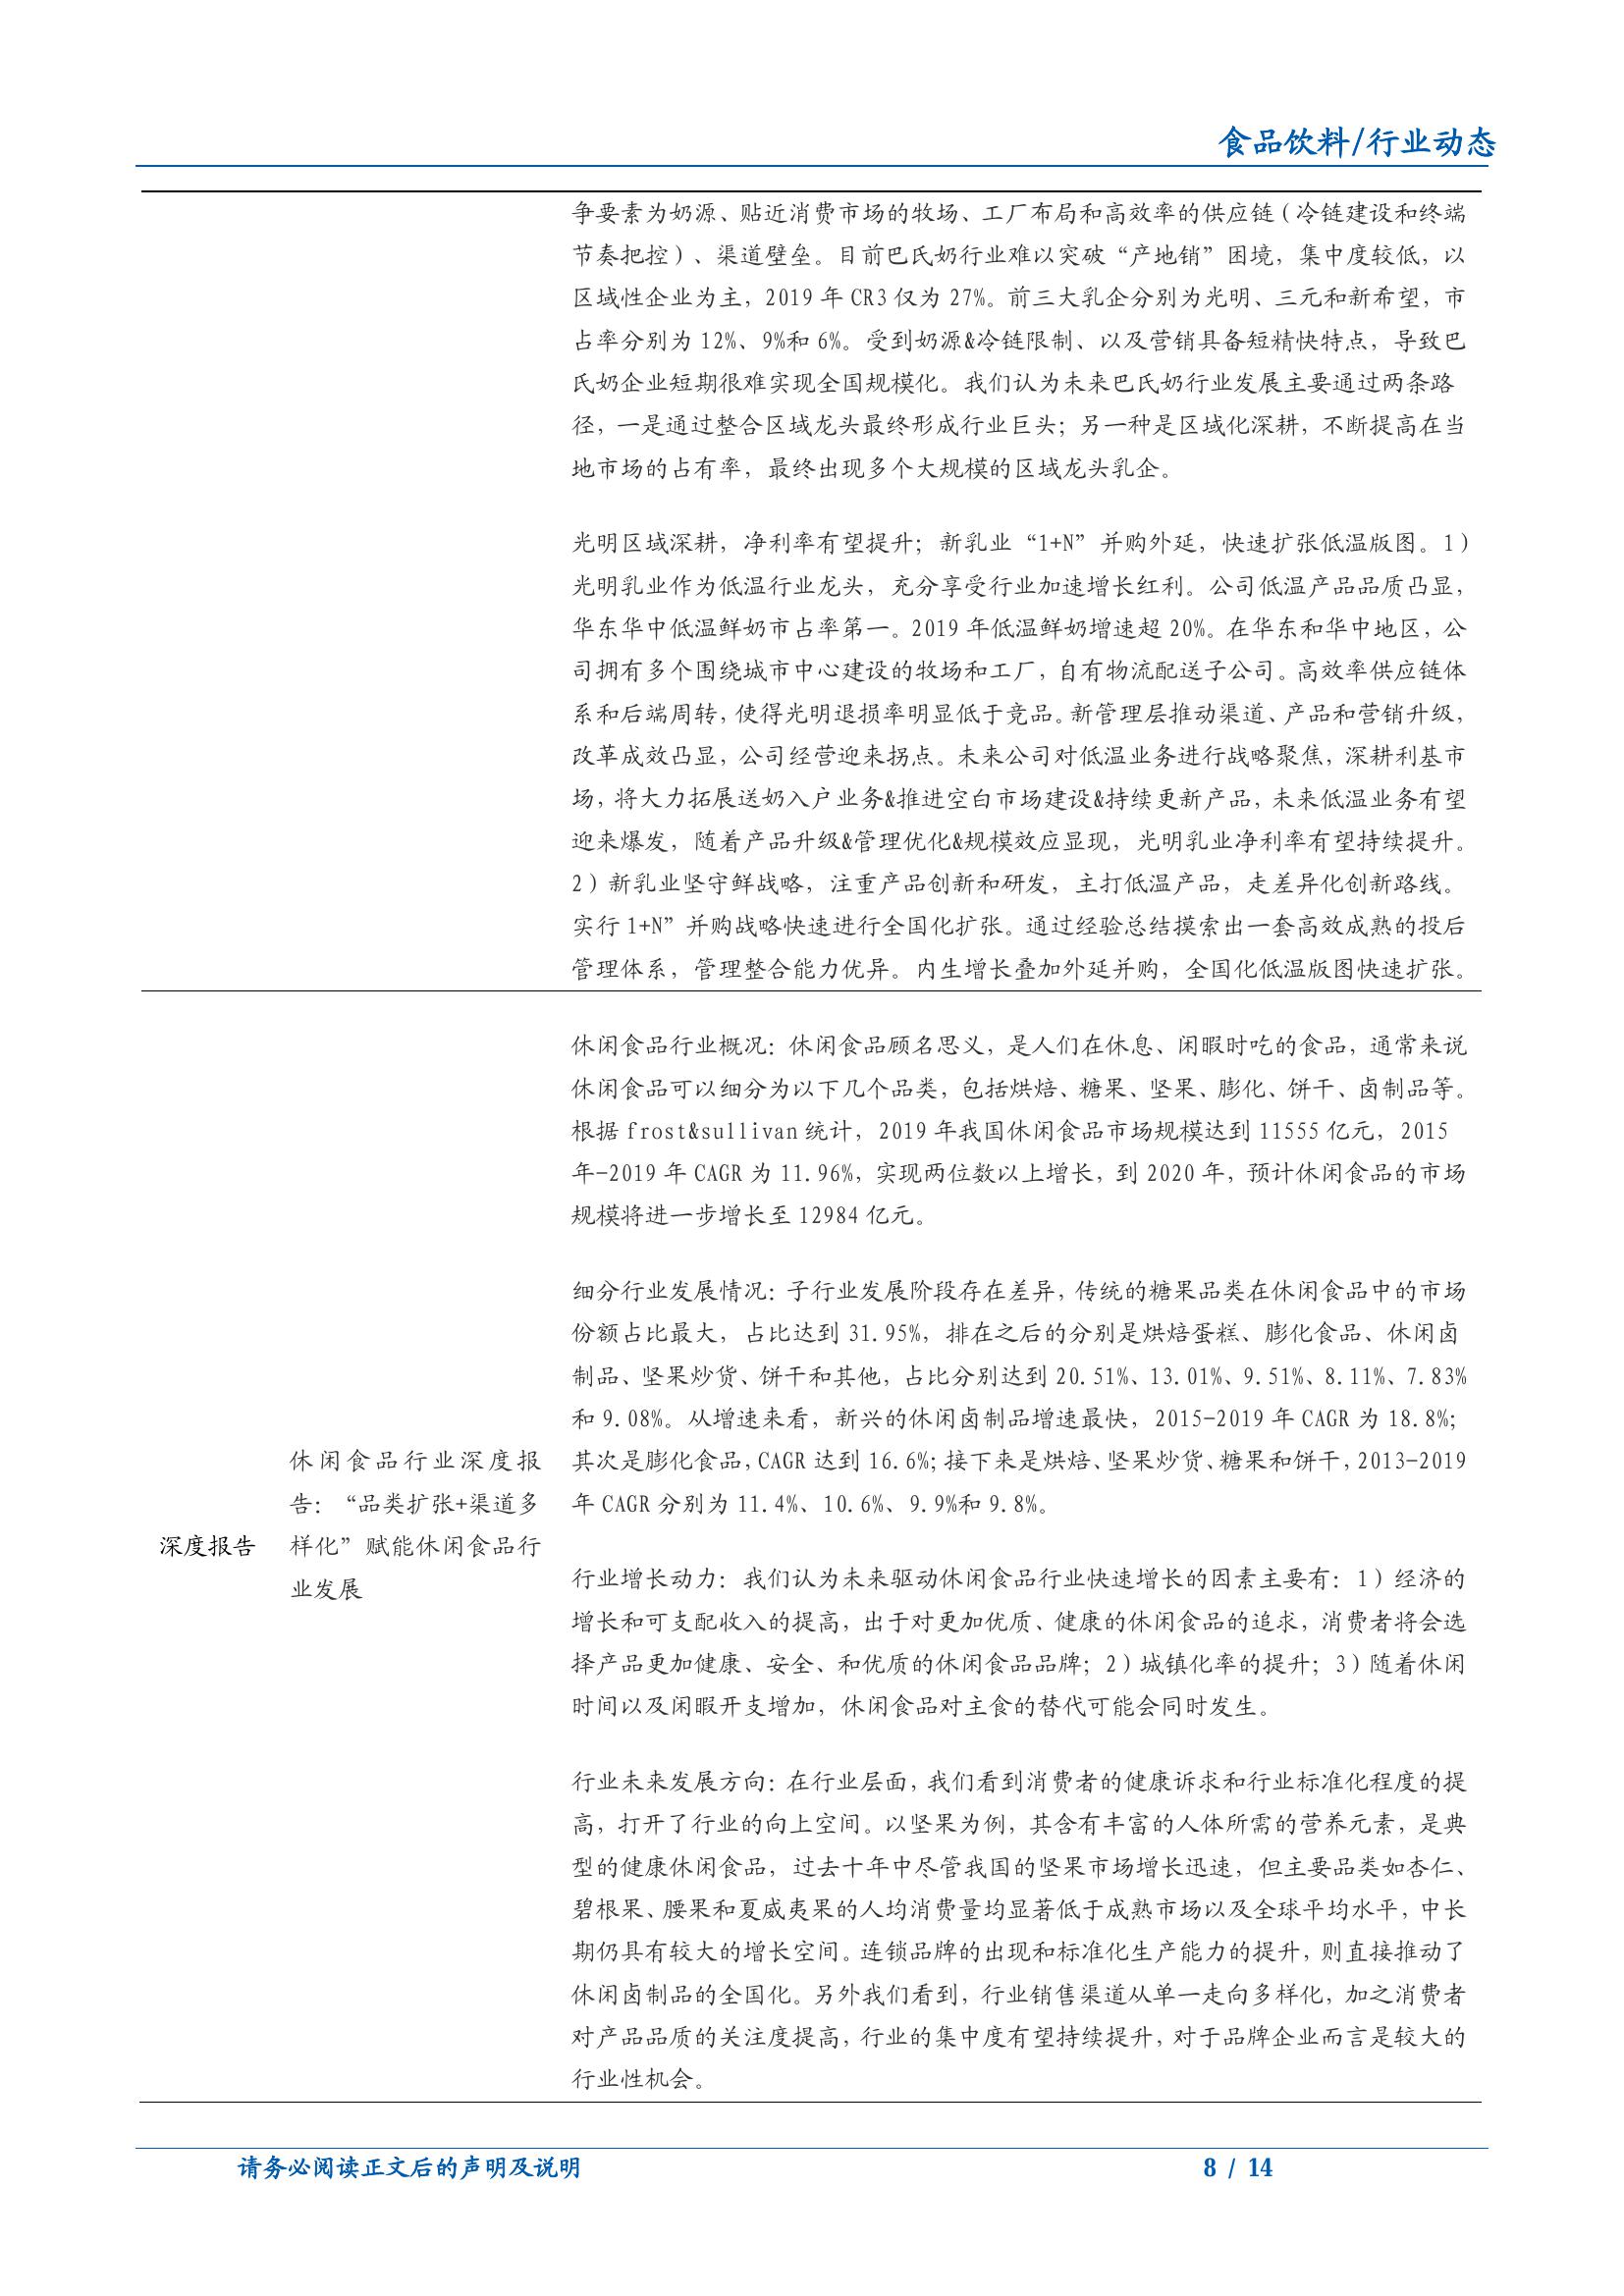 食品饮料/行业动态
争要素为奶源、贴近消费市场的牧场、工厂布局和高效率的供应链（冷链建设和终端
节奏把控）、渠道壁垒。目前巴氏奶行业难以突破“产地销”困境，集中度较低，以
区域性企业为主，2019 年 CR3 仅为 27%。前三大乳企分别为光明、三元和新希望，市
占率分别为 12%、9%和 6%。受到奶源&冷链限制、以及营销具备短精快特点，导致巴
氏奶企业短期很难实现全国规模化。我们认为未来巴氏奶行业发展主要通过两条路
径，一是通过整合区域龙头最终形成行业巨头；另一种是区域化深耕，不断提高在当
地市场的占有率，最终出现多个大规模的区域龙头乳企。
光明区域深耕，净利率有望提升；新乳业“1+N”并购外延，快速扩张低温版图。1）
光明乳业作为低温行业龙头，充分享受行业加速增长红利。公司低温产品品质凸显，
华东华中低温鲜奶市占率第一。2019 年低温鲜奶增速超 20%。在华东和华中地区，公
司拥有多个围绕城市中心建设的牧场和工厂，自有物流配送子公司。高效率供应链体
系和后端周转，使得光明退损率明显低于竞品。新管理层推动渠道、产品和营销升级，
改革成效凸显，公司经营迎来拐点。未来公司对低温业务进行战略聚焦，深耕利基市
场，将大力拓展送奶入户业务&推进空白市场建设&持续更新产品，未来低温业务有望
迎来爆发，随着产品升级&管理优化&规模效应显现，光明乳业净利率有望持续提升。
2）新乳业坚守鲜战略，注重产品创新和研发，主打低温产品，走差异化创新路线。
实行 1+N”并购战略快速进行全国化扩张。通过经验总结摸索出一套高效成熟的投后
管理体系，管理整合能力优异。内生增长叠加外延并购，全国化低温版图快速扩张。
深度报告
休闲食品行业深度报
告：“品类扩张+渠道多
样化”赋能休闲食品行
业发展
休闲食品行业概况：休闲食品顾名思义，是人们在休息、闲暇时吃的食品，通常来说
休闲食品可以细分为以下几个品类，包括烘焙、糖果、坚果、膨化、饼干、卤制品等。
根据 frost&sullivan 统计，2019 年我国休闲食品市场规模达到 11555 亿元，2015
年-2019 年 CAGR 为 11.96%，实现两位数以上增长，到 2020 年，预计休闲食品的市场
规模将进一步增长至 12984 亿元。
细分行业发展情况：子行业发展阶段存在差异，传统的糖果品类在休闲食品中的市场
份额占比最大，占比达到 31.95%，排在之后的分别是烘焙蛋糕、膨化食品、休闲卤
制品、坚果炒货、饼干和其他，占比分别达到 20.51%、13.01%、9.51%、8.11%、7.83%
和 9.08%。从增速来看，新兴的休闲卤制品增速最快，2015-2019 年 CAGR 为 18.8%；
其次是膨化食品，CAGR 达到 16.6%；接下来是烘焙、坚果炒货、糖果和饼干，2013-2019
年 CAGR 分别为 11.4%、10.6%、9.9%和 9.8%。
行业增长动力：我们认为未来驱动休闲食品行业快速增长的因素主要有：1）经济的
增长和可支配收入的提高，出于对更加优质、健康的休闲食品的追求，消费者将会选
择产品更加健康、安全、和优质的休闲食品品牌；2）城镇化率的提升；3）随着休闲
时间以及闲暇开支增加，休闲食品对主食的替代可能会同时发生。
行业未来发展方向：在行业层面，我们看到消费者的健康诉求和行业标准化程度的提
高，打开了行业的向上空间。以坚果为例，其含有丰富的人体所需的营养元素，是典
型的健康休闲食品，过去十年中尽管我国的坚果市场增长迅速，但主要品类如杏仁、
碧根果、腰果和夏威夷果的人均消费量均显著低于成熟市场以及全球平均水平，中长
期仍具有较大的增长空间。连锁品牌的出现和标准化生产能力的提升，则直接推动了
休闲卤制品的全国化。另外我们看到，行业销售渠道从单一走向多样化，加之消费者
对产品品质的关注度提高，行业的集中度有望持续提升，对于品牌企业而言是较大的
行业性机会。
请务必阅读正文后的声明及说明
8 / 14